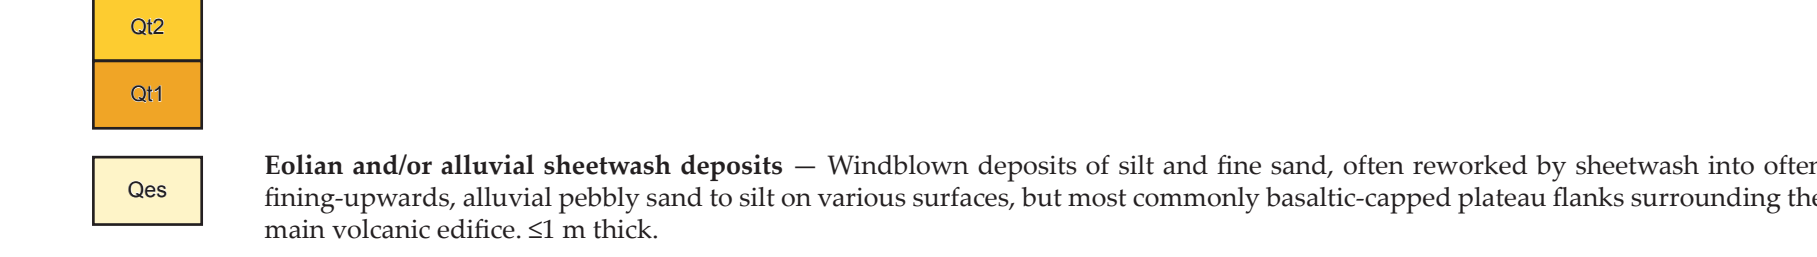 Qt2
Qt1
Qes
Eolian and/or alluvial sheetwash deposits — Windblown deposits of silt and fine sand, often reworked by sheetwash into often
fining-upwards, alluvial pebbly sand to silt on various surfaces, but most commonly basaltic-capped plateau flanks surrounding the
main volcanic edifice. ≤1 m thick.